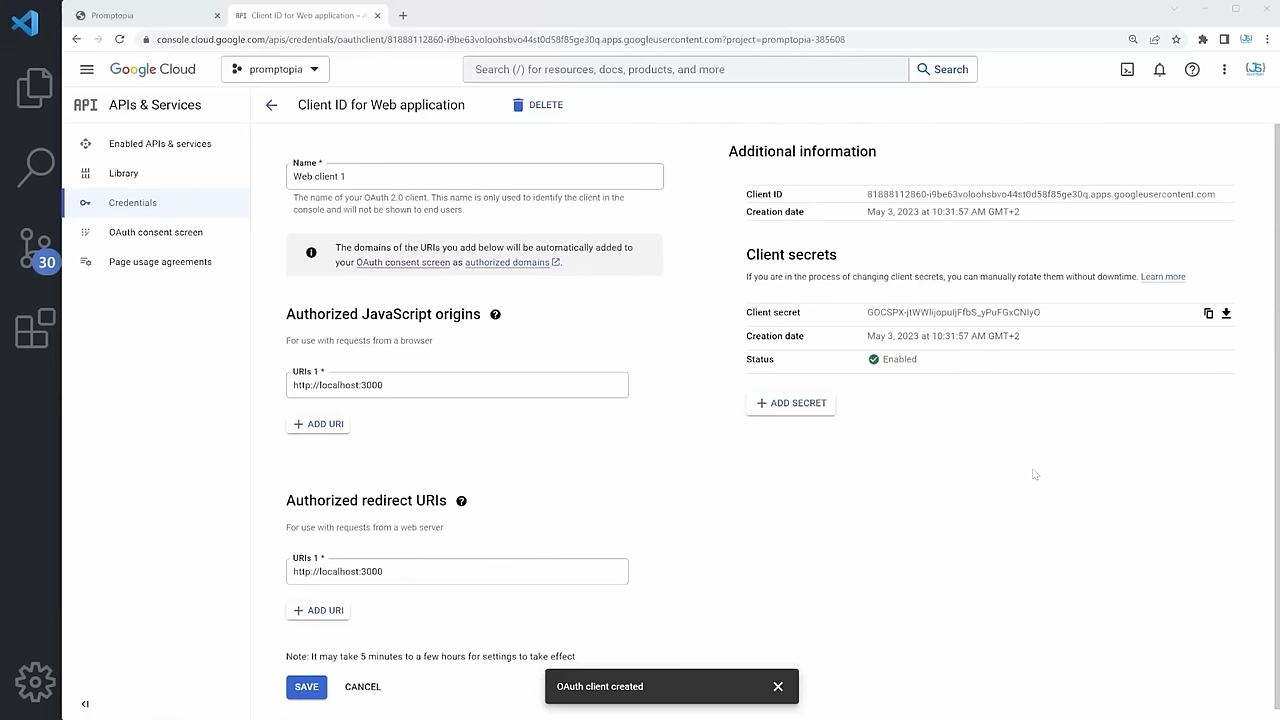 Promptopia
API Client ID for Web application – A
console.cloud.google.com/apis/credentials/oauthclient/81888112860-i9be63voloohsbvo44st0d58f85ge30q.apps.googleusercontent.com?project=promptopia-385608
Google Cloud
promptopia
Search (/) for resources, docs, products, and more
Search
API APIs & Services
Client ID for Web application
DELETE
Enabled APIs & services
Library
Credentials
OAuth consent screen
Page usage agreements
30
Name *
Web client 1
The name of your OAuth 2.0 client. This name is only used to identify the client in the
console and will not be shown to end users.
The domains of the URIs you add below will be automatically added to
your OAuth consent screen as authorized domains.
Authorized JavaScript origins
For use with requests from a browser
URIs 1 *
http://localhost:3000
ADD URI
Authorized redirect URIs
For use with requests from a web server
URIs 1 *
http://localhost:3000
ADD URI
Note: It may take 5 minutes to a few hours for settings to take effect
SAVE
CANCEL
Additional information
Client ID 81888112860-i9be63voloohsbvo44st0d58f85ge30q.apps.googleusercontent.com
Creation date May 3, 2023 at 10:31:57 AM GMT+2
Client secrets
If you are in the process of changing client secrets, you can manually rotate them without downtime. Learn more
Client secret
Creation date May 3, 2023 at 10:31:57 AM GMT+2
Status Enabled
ADD SECRET
OAuth client created